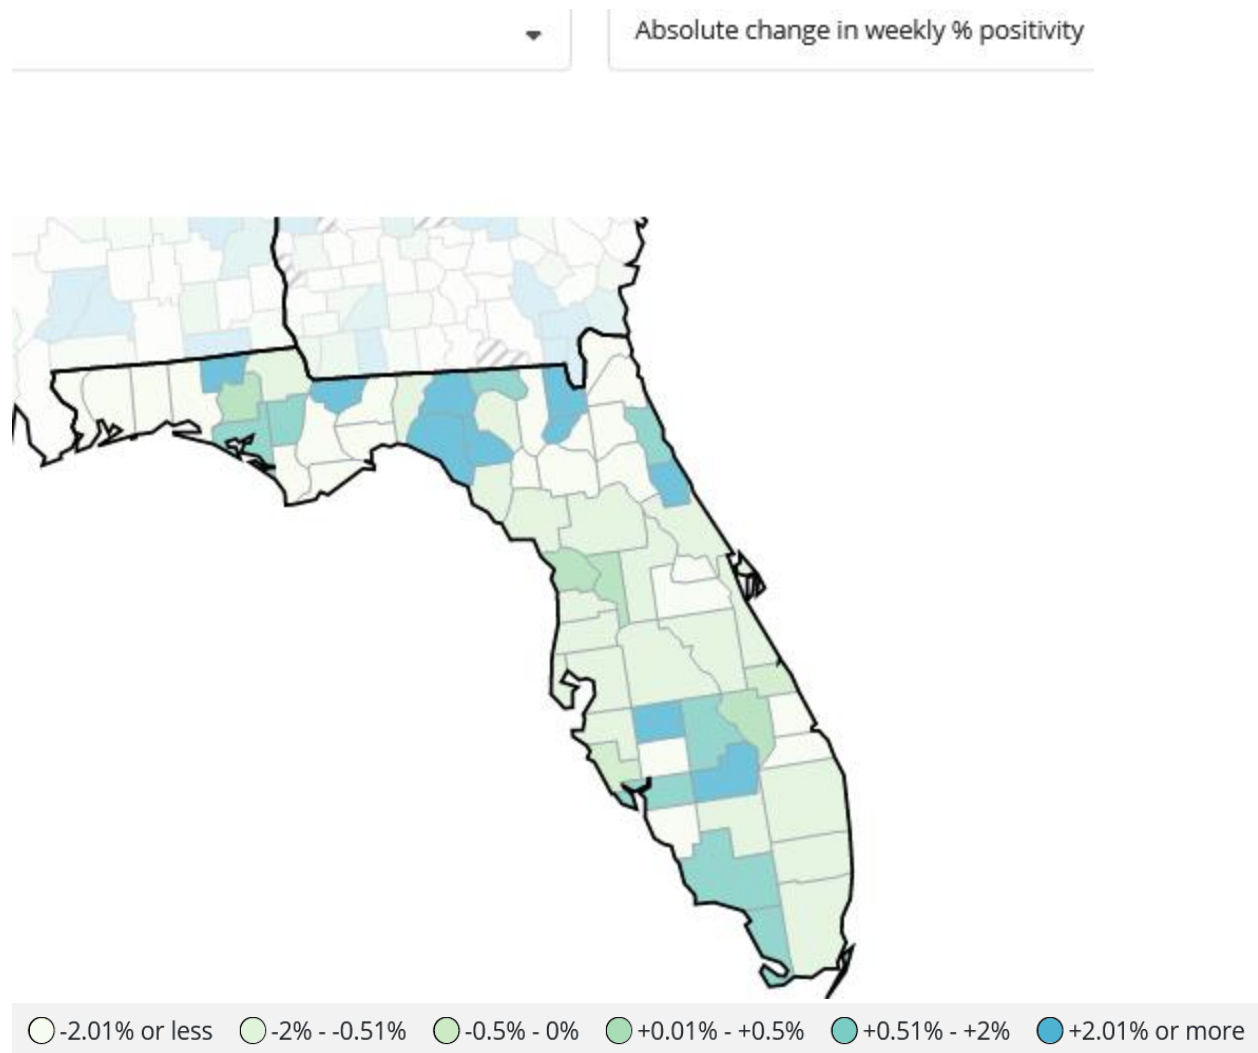 Absolute change in weekly % positivity
-2.01% or less -2% - -0.51% -0.5% - 0% +0.01% - +0.5% +0.51% - +2% +2.01% or more